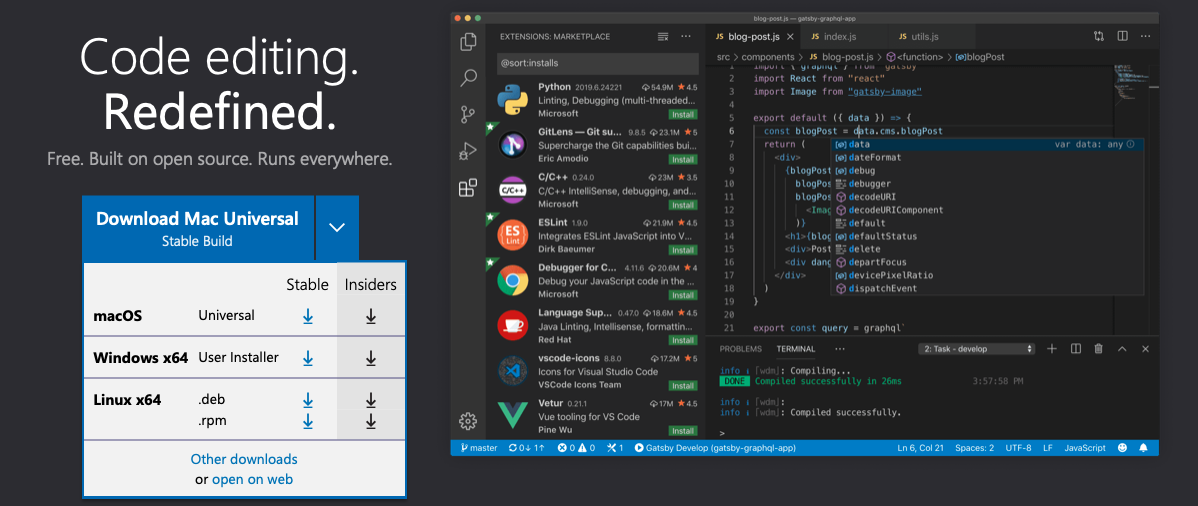 Code editing.
Redefined.
Free. Built on open source. Runs everywhere.
Download Mac Universal
Stable Build
Stable Insiders
macOS Universal
Windows x64 User Installer
Linux x64 .deb
.rpm
Other downloads
or open on web
blog-post.js — gatsby-graphql-app
EXTENSIONS: MARKETPLACE
@sort:installs
Python 2019.6.24221 54.9M 4.5
Linting, Debugging (multi-threaded...
Microsoft Install
GitLens — Git su... 9.8.5 23.1M 5
Supercharge the Git capabilities bui...
Eric Amodio Install
C/C++ 0.24.0 23M 3.5
C/C++ IntelliSense, debugging, and...
Microsoft Install
ESLint 1.9.0 21.9M 4.5
Integrates ESLint JavaScript into V...
Dirk Baeumer Install
Debugger for C... 4.11.6 20.6M 4
Debug your JavaScript code in the ...
Microsoft Install
Language Sup... 0.47.0 18.6M 4.5
Java Linting, Intellisense, formattin...
Red Hat Install
vscode-icons 8.8.0 17.2M 5
Icons for Visual Studio Code
VSCode Icons Team Install
Vetur 0.21.1 17M 4.5
Vue tooling for VS Code
Pine Wu Install
JS blog-post.js JS index.js JS utils.js
src > components > JS blog-post.js > <function> > blogPost
1 import { graphql } from "gatsby"
2 import React from "react"
3 import Image from "gatsby-image"
4
5 export default ({ data }) => {
6 const blogPost = data.cms.blogPost
7 return (
8 <div>
9 {blogPost
10 blogPos
11 blogPos
12 <Imag
13 )}
14 <h1>{blog
15 <div>Post
16 <div dang
17 </div>
18 )
19 }
20
21 export const query = graphql`
data var data: any
dateFormat
debug
debugger
decodeURI
decodeURIComponent
default
defaultStatus
delete
departFocus
devicePixelRatio
dispatchEvent
PROBLEMS TERMINAL ... 2: Task - develop
info ↓ ｢wdm｣: Compiling...
DONE Compiled successfully in 26ms 3:57:58 PM
info ↓ ｢wdm｣:
info ↓ ｢wdm｣: Compiled successfully.
>
master 0↓ 1↑ 0 0 1 Gatsby Develop (gatsby-graphql-app) Ln 6, Col 21 Spaces: 2 UTF-8 LF JavaScript